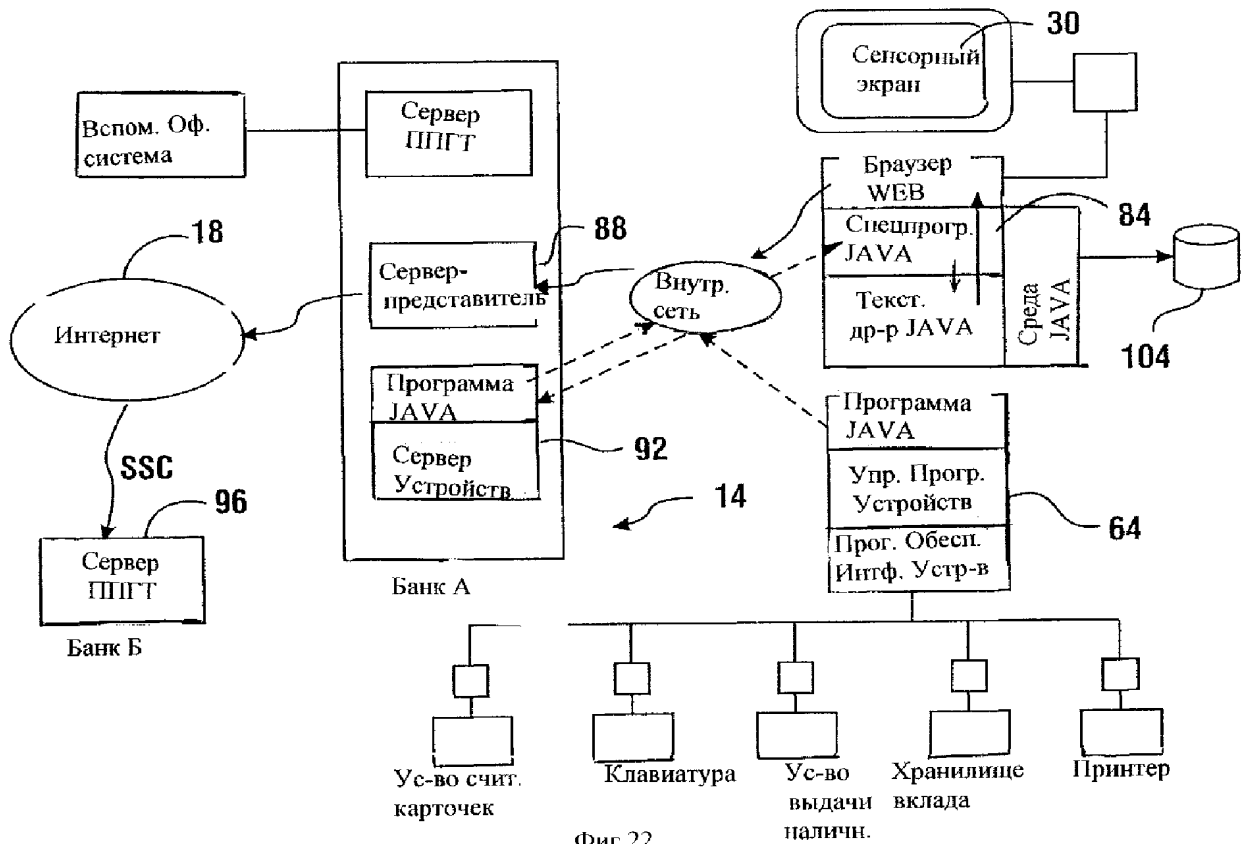 30
Сенсорный
экран
Вспом. Оф.
система
Сервер
ППГТ
Браузер
WEB
18
88
84
Спецпрогр.
JAVA
Сервер-
представитель
Внутр.
сеть
Интернет
Текст.
др-р JAVA
Среда
JAVA
104
Программа
JAVA
Программа
JAVA
SSC
92
Сервер
Устройств
Упр. Прогр.
Устройств
14
64
96
Прог. Обесп.
Интф. Устр-в
Сервер
ППГТ
Банк А
Банк Б
Ус-во счит.
карточек
Клавиатура
Ус-во
выдачи
наличн.
Хранилище
вклада
Принтер
Фиг.22